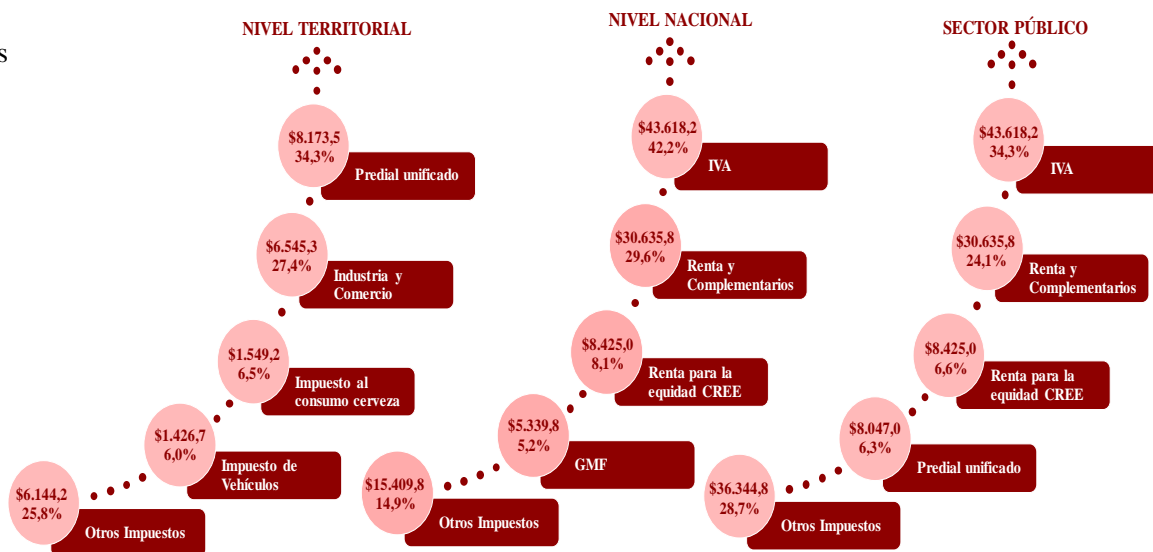 S
NIVEL TERRITORIAL
$8.173,5
34,3%
Predial unificado
$6.545,3
27,4%
Industria y
Comercio
$1.549,2
6,5%
Impuesto al
consumo cerveza
$1.426,7
6,0%
Impuesto de
Vehículos
$6.144,2
25,8%
Otros Impuestos
NIVEL NACIONAL
$43.618,2
42,2%
IVA
$30.635,8
29,6%
Renta y
Complementarios
$8.425,0
8,1%
Renta para la
equidad CREE
$5.339,8
5,2%
GMF
$15.409,8
14,9%
Otros Impuestos
SECTOR PÚBLICO
$43.618,2
34,3%
IVA
$30.635,8
24,1%
Renta y
Complementarios
$8.425,0
6,6%
Renta para la
equidad CREE
$8.047,0
6,3%
Predial unificado
$36.344,8
28,7%
Otros Impuestos